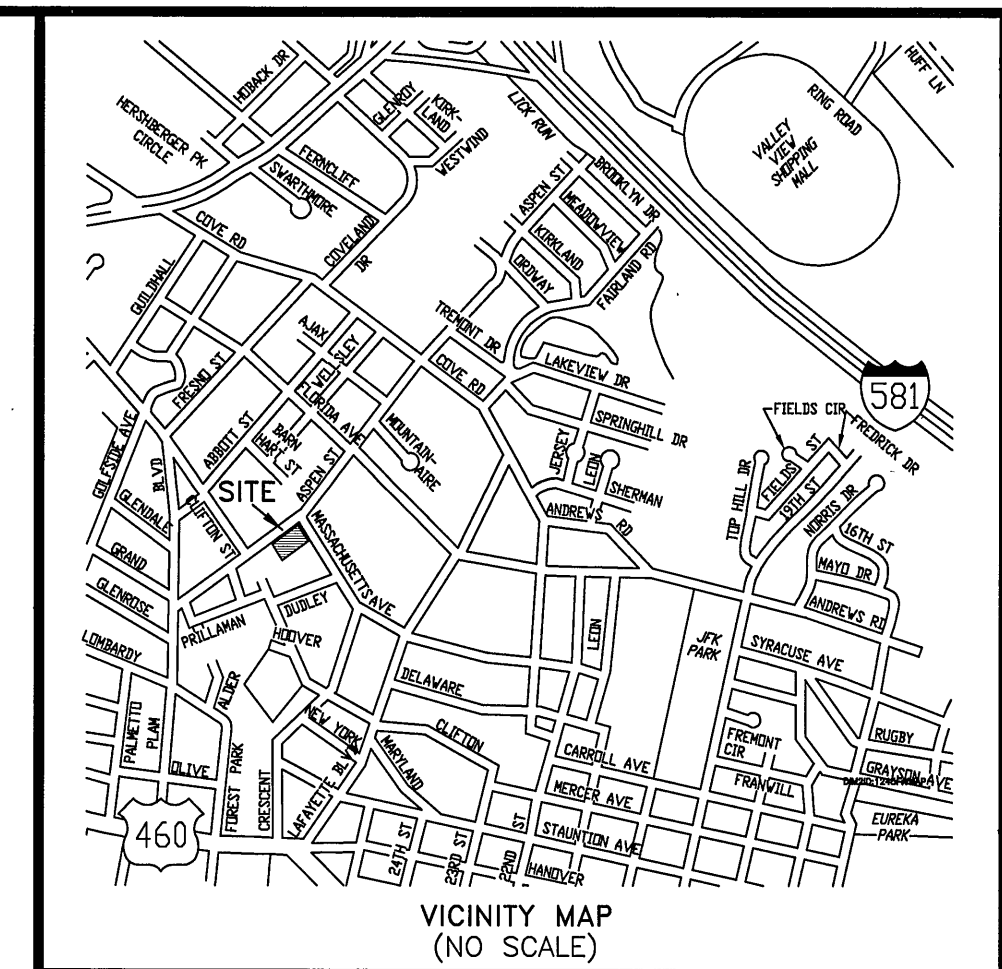 HOBACK DR
GLENROY
KIRK-
LAND
WESTWIND
HERSHBERGER PK
CIRCLE
FERNCLIFF
SWARTHMORE
COVE RD
COVELAND
DR
LICK RUN
HUFF LN
RING ROAD
VALLEY
VIEW
SHOPPING
MALL
ASPEN ST
BROOKLYN DR
MEADOWVIEW
KIRKLAND
ORDWAY
FAIRLAND RD
GUILDHALL
TREMONT DR
AJAX
WELLSLEY
COVE RD
LAKEVIEW DR
581
FRESNO ST
FLORIDA AVE
SPRINGHILL DR
FIELDS CIR
FREDRICK DR
GOLFSIDE AVE
BLVD
ABBOTT ST
BARN
HART ST
MOUNTAIN-
AIRE
JERSEY
LEON
SHERMAN
TOP HILL DR
FIELDS ST
19TH ST
NORRIS DR
ASPEN ST
SITE
CLIFTON ST
GLENDALE
ANDREWS RD
16TH ST
GRAND
MASSACHUSETTS AVE
MAYO DR
GLENROSE
DUDLEY
ANDREWS RD
PRILLAMAN
HOOVER
LEON
JFK
PARK
SYRACUSE AVE
LOMBARDY
ALDER
DELAWARE
PALMETTO
PLAM
NEW YORK
CLIFTON
FREMONT
CIR
RUGBY
MARYLAND
CARROLL AVE
OLIVE
FOREST PARK
CRESCENT
LAFAYETTE BLVD
MERCER AVE
FRANWILL
GRAYSON AVE
460
24TH ST
23RD ST
22ND ST
STAUNTION AVE
EUREKA
PARK
HANOVER
VICINITY MAP
(NO SCALE)